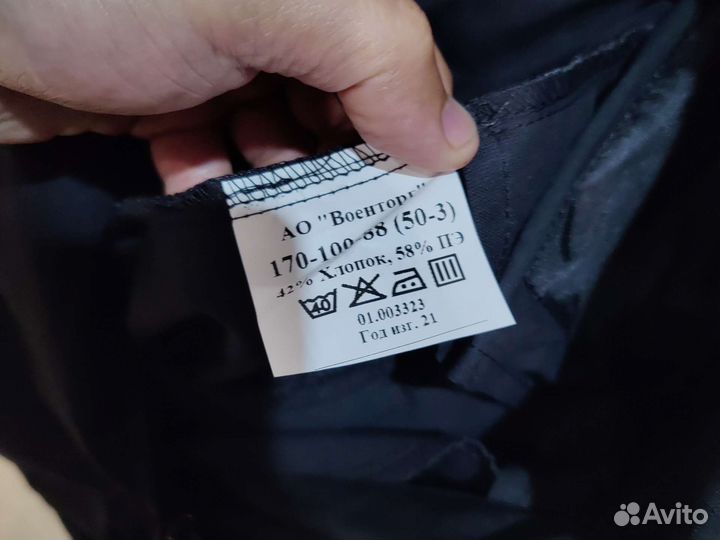 АО "Военторг"
170-100-88 (50-3)
42% Хлопок, 58% ПЭ
40
01.003323
Год изг. 21
Avito